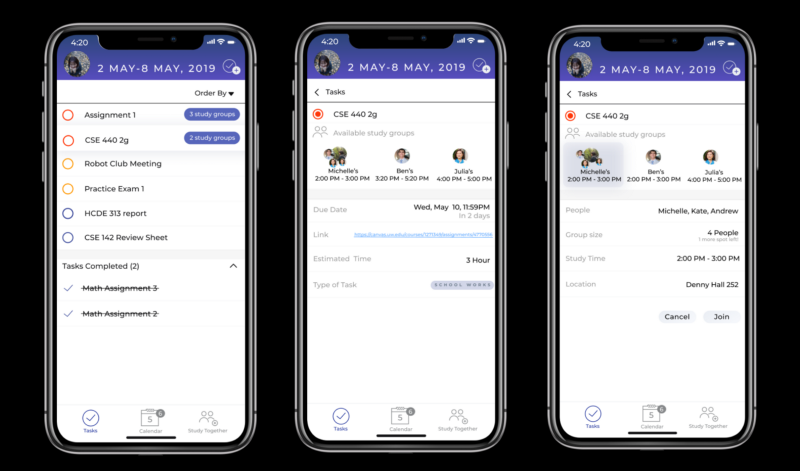 4:20
2 MAY-8 MAY, 2019
Order By
Assignment 1
3 study groups
CSE 440 2g
2 study groups
Robot Club Meeting
Practice Exam 1
HCDE 313 report
CSE 142 Review Sheet
Tasks Completed (2)
Math Assignment 3
Math Assignment 2
Tasks
5
6
Calendar
Study Together
4:20
2 MAY-8 MAY, 2019
Tasks
CSE 440 2g
Available study groups
Michelle's
2:00 PM - 3:00 PM
Ben's
3:20 PM - 5:20 PM
Julia's
4:00 PM - 5:00 PM
Due Date
Wed, May 10, 11:59PM
In 2 days
Link
Estimated Time
3 Hour
Type of Task
SCHOOL WORKS
Tasks
5
6
Calendar
Study Together
4:20
2 MAY-8 MAY, 2019
Tasks
CSE 440 2g
Available study groups
Michelle's
2:00 PM - 3:00 PM
Ben's
2:00 PM - 3:00 PM
Julia's
4:00 PM - 5:00 PM
People
Michelle, Kate, Andrew
Group size
4 People
1 more spot left!
Study Time
2:00 PM - 3:00 PM
Location
Denny Hall 252
Cancel
Join
Tasks
5
6
Calendar
Study Together